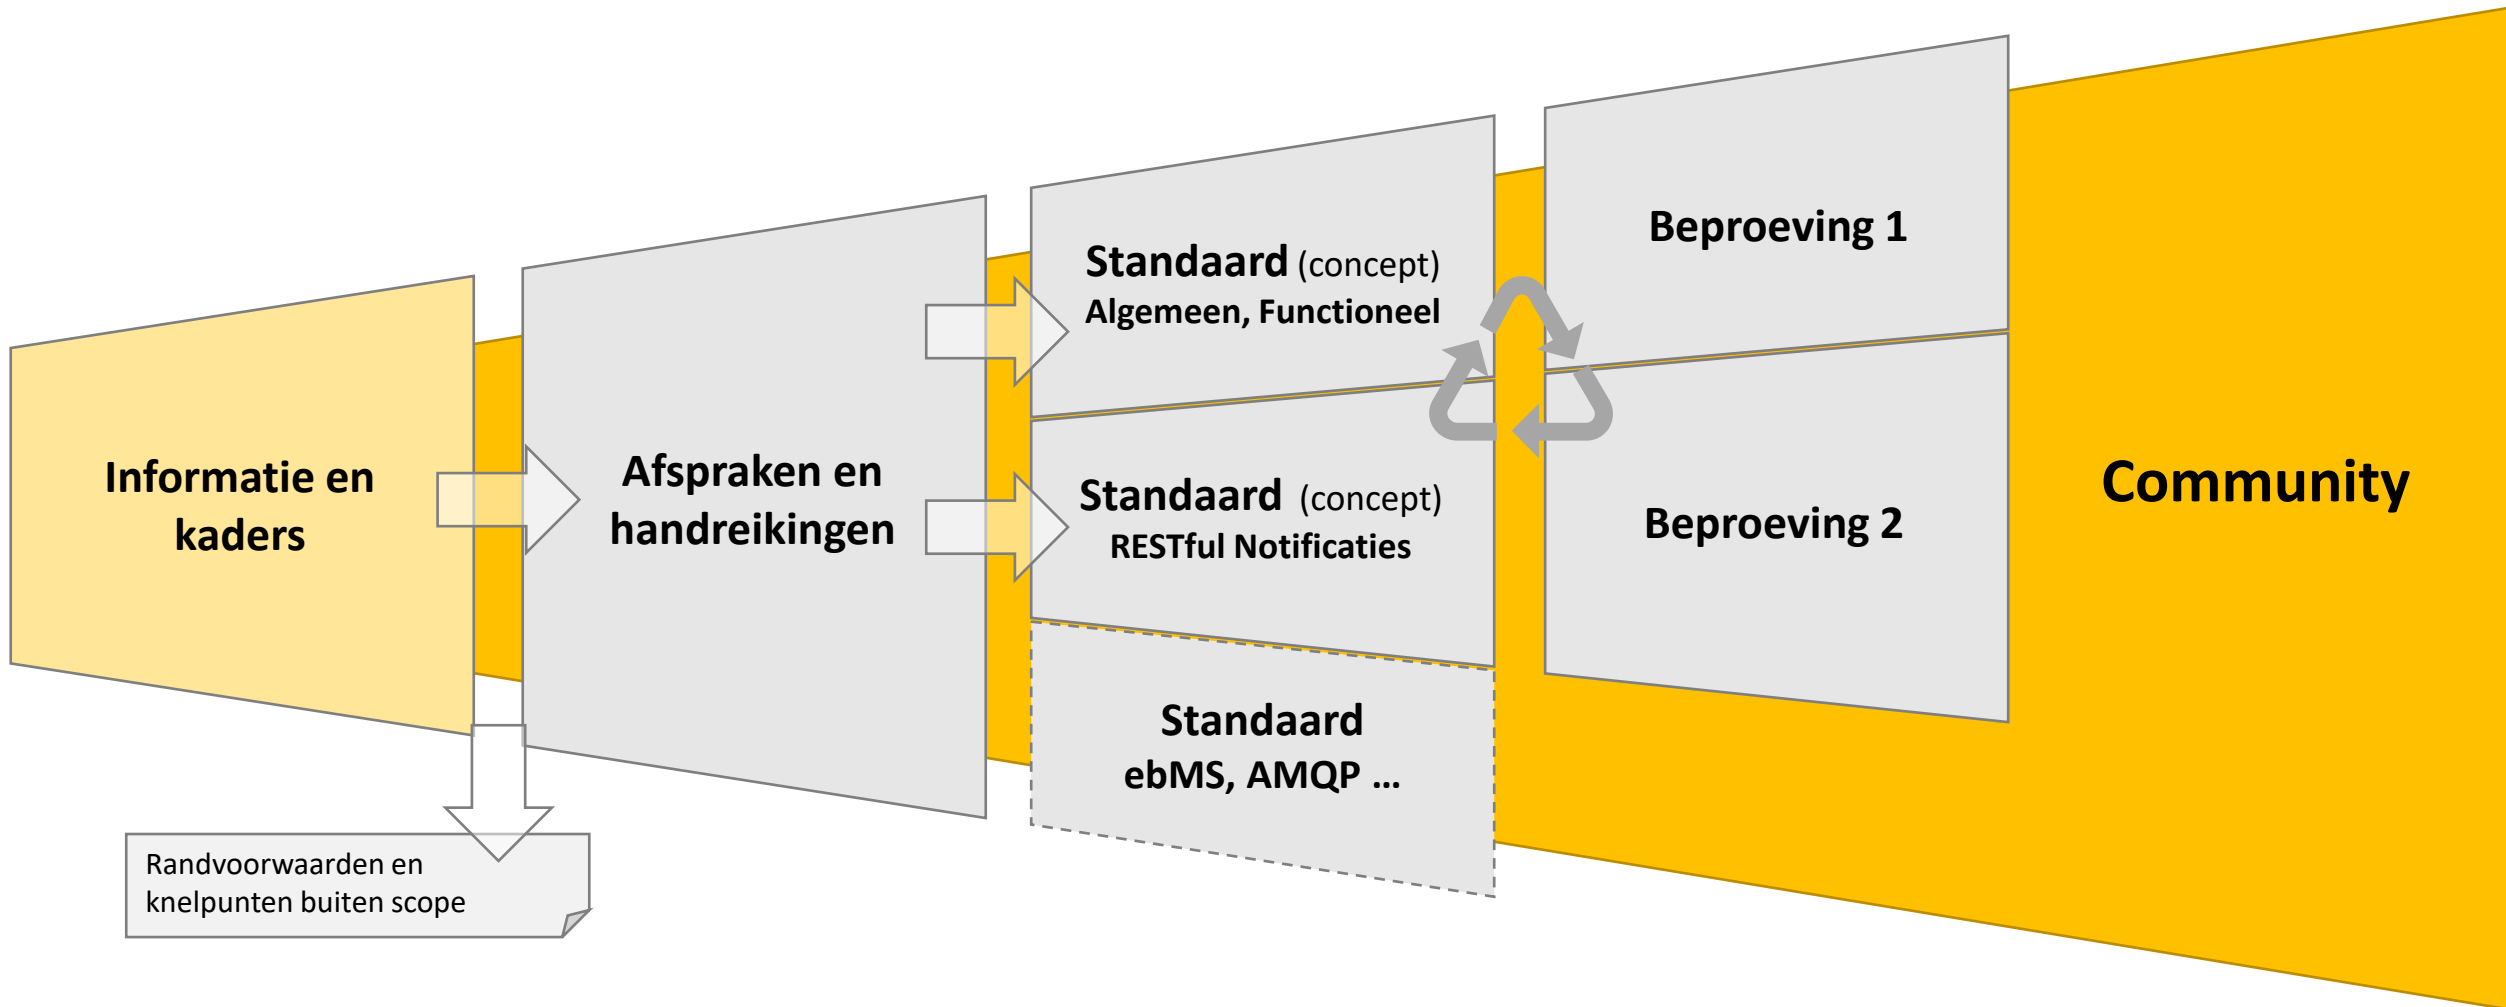 Informatie en
kaders
Randvoorwaarden en
knelpunten buiten scope
Afspraken en
handreikingen
Standaard (concept)
Algemeen, Functioneel
Standaard (concept)
RESTful Notificaties
Standaard
ebMS, AMQP ...
Beproeving 1
Beproeving 2
Community